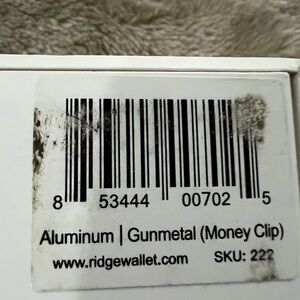 8 53444 00702 5
Aluminum | Gunmetal (Money Clip)
www.ridgewallet.com SKU: 222